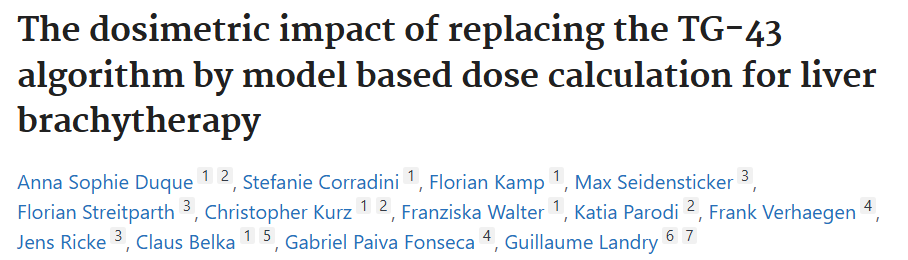 The dosimetric impact of replacing the TG-43
algorithm by model based dose calculation for liver
brachytherapy
Anna Sophie Duque 1 2, Stefanie Corradini 1, Florian Kamp 1, Max Seidensticker 3,
Florian Streitparth 3, Christopher Kurz 1 2, Franziska Walter 1, Katia Parodi 2, Frank Verhaegen 4,
Jens Ricke 3, Claus Belka 1 5, Gabriel Paiva Fonseca 4, Guillaume Landry 6 7